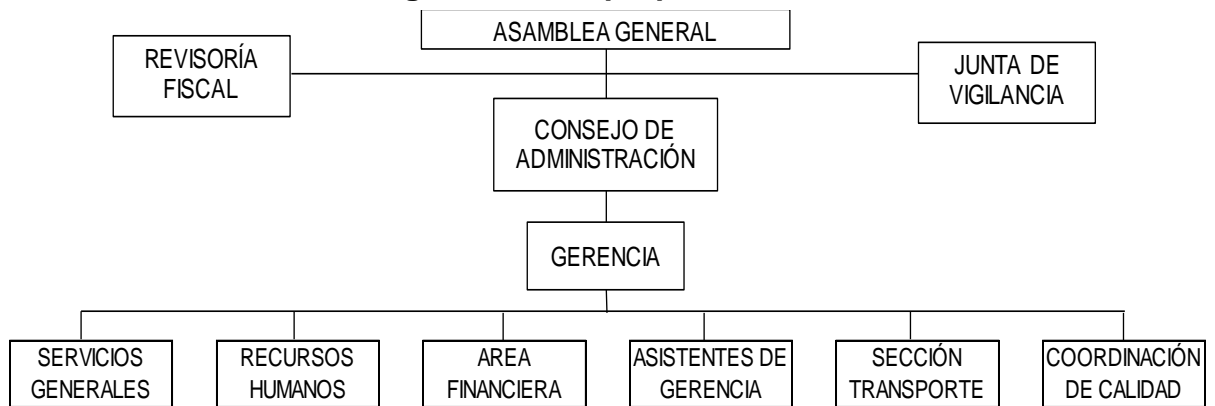 ASAMBLEA GENERAL
REVISORÍA
FISCAL
JUNTA DE
VIGILANCIA
CONSEJO DE
ADMINISTRACIÓN
GERENCIA
SERVICIOS
GENERALES
RECURSOS
HUMANOS
AREA
FINANCIERA
ASISTENTES DE
GERENCIA
SECCIÓN
TRANSPORTE
COORDINACIÓN
DE CALIDAD